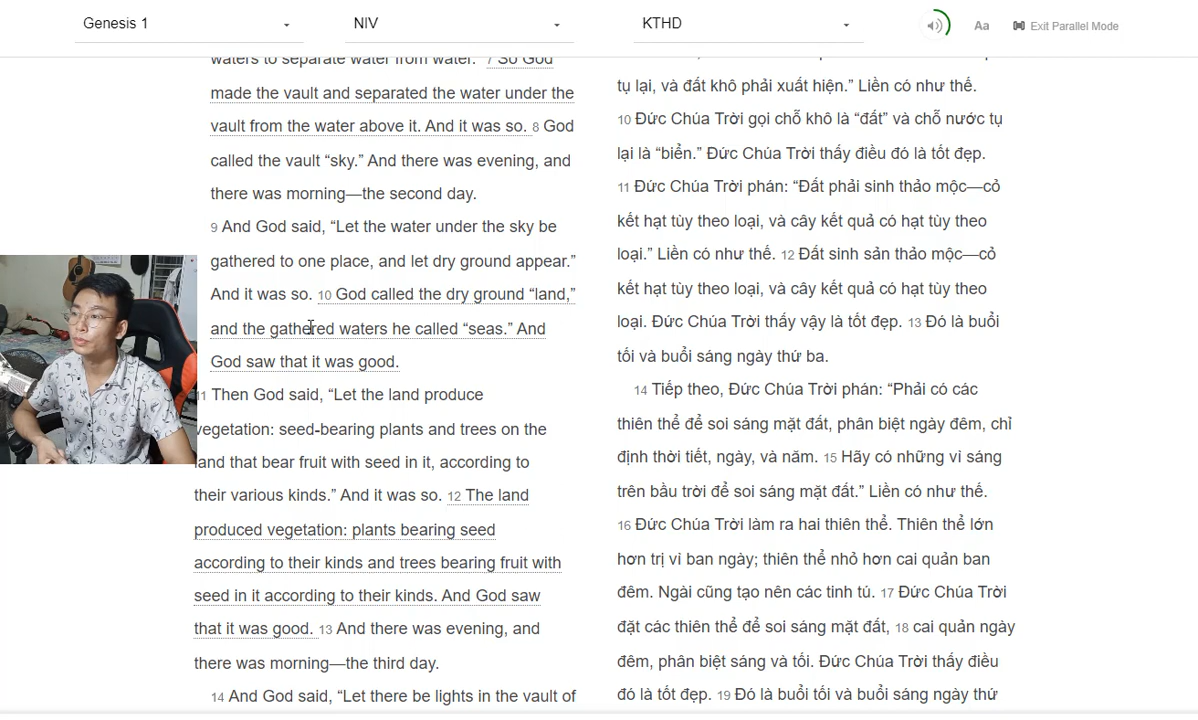 Genesis 1
NIV
KTHD
Aa
Exit Parallel Mode
waters to separate water from water." 7 So God
made the vault and separated the water under the
vault from the water above it. And it was so. 8 God
called the vault “sky.” And there was evening, and
there was morning—the second day.
9 And God said, “Let the water under the sky be
gathered to one place, and let dry ground appear.”
And it was so. 10 God called the dry ground “land,”
and the gathered waters he called “seas.” And
God saw that it was good.
11 Then God said, “Let the land produce
vegetation: seed-bearing plants and trees on the
land that bear fruit with seed in it, according to
their various kinds.” And it was so. 12 The land
produced vegetation: plants bearing seed
according to their kinds and trees bearing fruit with
seed in it according to their kinds. And God saw
that it was good. 13 And there was evening, and
there was morning—the third day.
14 And God said, “Let there be lights in the vault of
tụ lại, và đất khô phải xuất hiện.” Liền có như thế.
10 Đức Chúa Trời gọi chỗ khô là “đất” và chỗ nước tụ
lại là “biển.” Đức Chúa Trời thấy điều đó là tốt đẹp.
11 Đức Chúa Trời phán: “Đất phải sinh thảo mộc—cỏ
kết hạt tùy theo loại, và cây kết quả có hạt tùy theo
loại.” Liền có như thế. 12 Đất sinh sản thảo mộc—cỏ
kết hạt tùy theo loại, và cây kết quả có hạt tùy theo
loại. Đức Chúa Trời thấy vậy là tốt đẹp. 13 Đó là buổi
tối và buổi sáng ngày thứ ba.
14 Tiếp theo, Đức Chúa Trời phán: “Phải có các
thiên thể để soi sáng mặt đất, phân biệt ngày đêm, chỉ
định thời tiết, ngày, và năm. 15 Hãy có những vì sáng
trên bầu trời để soi sáng mặt đất.” Liền có như thế.
16 Đức Chúa Trời làm ra hai thiên thể. Thiên thể lớn
hơn trị vì ban ngày; thiên thể nhỏ hơn cai quản ban
đêm. Ngài cũng tạo nên các tinh tú. 17 Đức Chúa Trời
đặt các thiên thể để soi sáng mặt đất, 18 cai quản ngày
đêm, phân biệt sáng và tối. Đức Chúa Trời thấy điều
đó là tốt đẹp. 19 Đó là buổi tối và buổi sáng ngày thứ